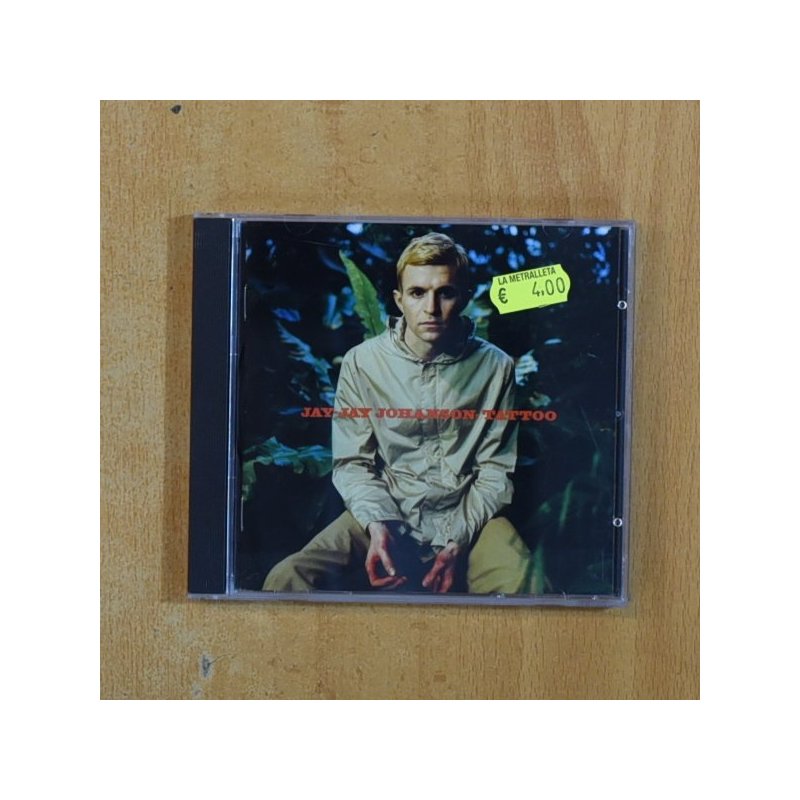 LA METRALLETA
€ 4.00
JAY-JAY JOHANSON · TATTOO